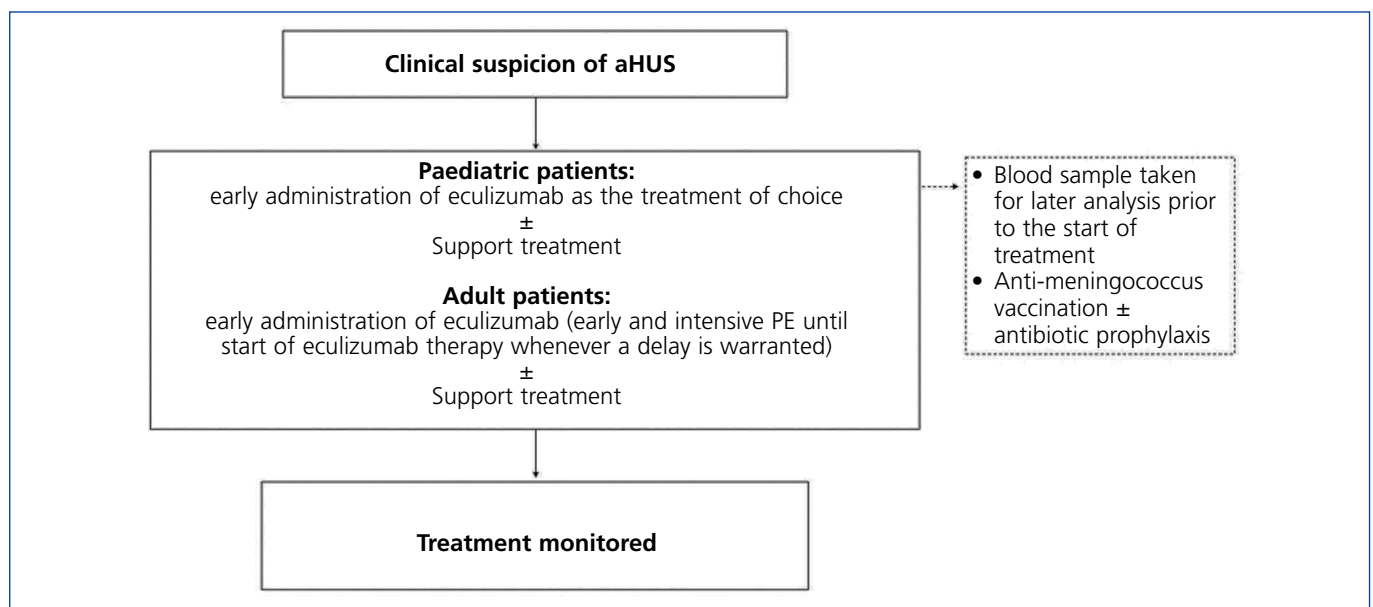 Clinical suspicion of aHUS
Paediatric patients:
early administration of eculizumab as the treatment of choice
±
Support treatment
Adult patients:
early administration of eculizumab (early and intensive PE until
start of eculizumab therapy whenever a delay is warranted)
±
Support treatment
• Blood sample taken
for later analysis prior
to the start of
treatment
• Anti-meningococcus
vaccination ±
antibiotic prophylaxis
Treatment monitored